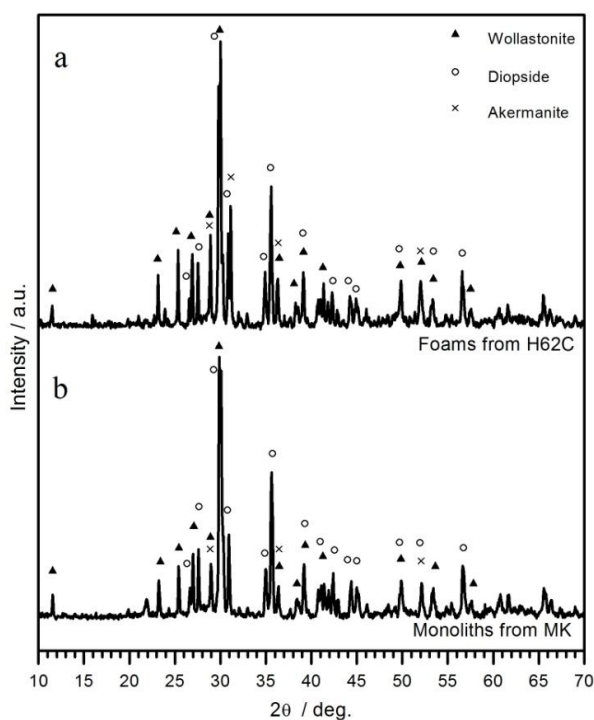 a
▲ Wollastonite
○ Diopside
× Akermanite
Foams from H62C
b
Monoliths from MK
Intensity / a.u.
10 15 20 25 30 35 40 45 50 55 60 65 70
2θ / deg.